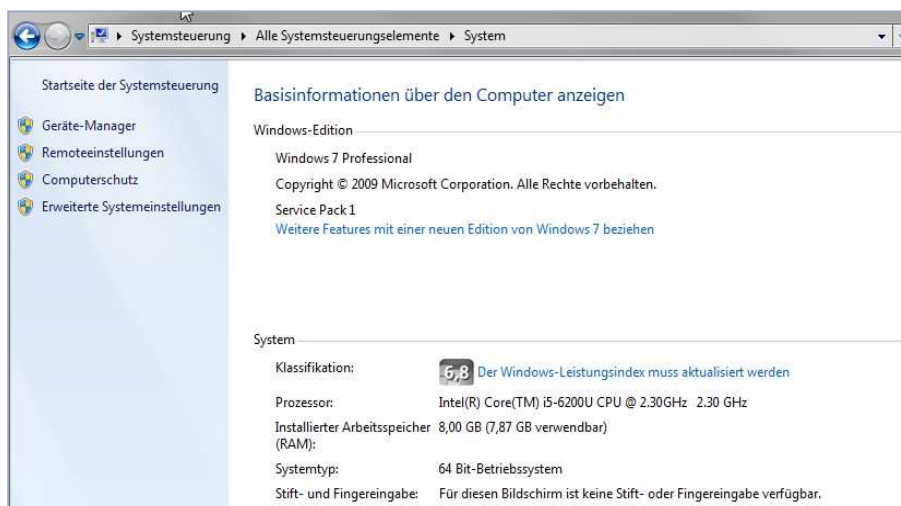 Systemsteuerung ▸ Alle Systemsteuerungselemente ▸ System
Startseite der Systemsteuerung
Geräte-Manager
Remoteeinstellungen
Computerschutz
Erweiterte Systemeinstellungen
Basisinformationen über den Computer anzeigen
Windows-Edition
Windows 7 Professional
Copyright © 2009 Microsoft Corporation. Alle Rechte vorbehalten.
Service Pack 1
Weitere Features mit einer neuen Edition von Windows 7 beziehen
System
Klassifikation: 6,8 Der Windows-Leistungsindex muss aktualisiert werden
Prozessor: Intel(R) Core(TM) i5-6200U CPU @ 2.30GHz 2.30 GHz
Installierter Arbeitsspeicher 8,00 GB (7,87 GB verwendbar)
(RAM):
Systemtyp: 64 Bit-Betriebssystem
Stift- und Fingereingabe: Für diesen Bildschirm ist keine Stift- oder Fingereingabe verfügbar.